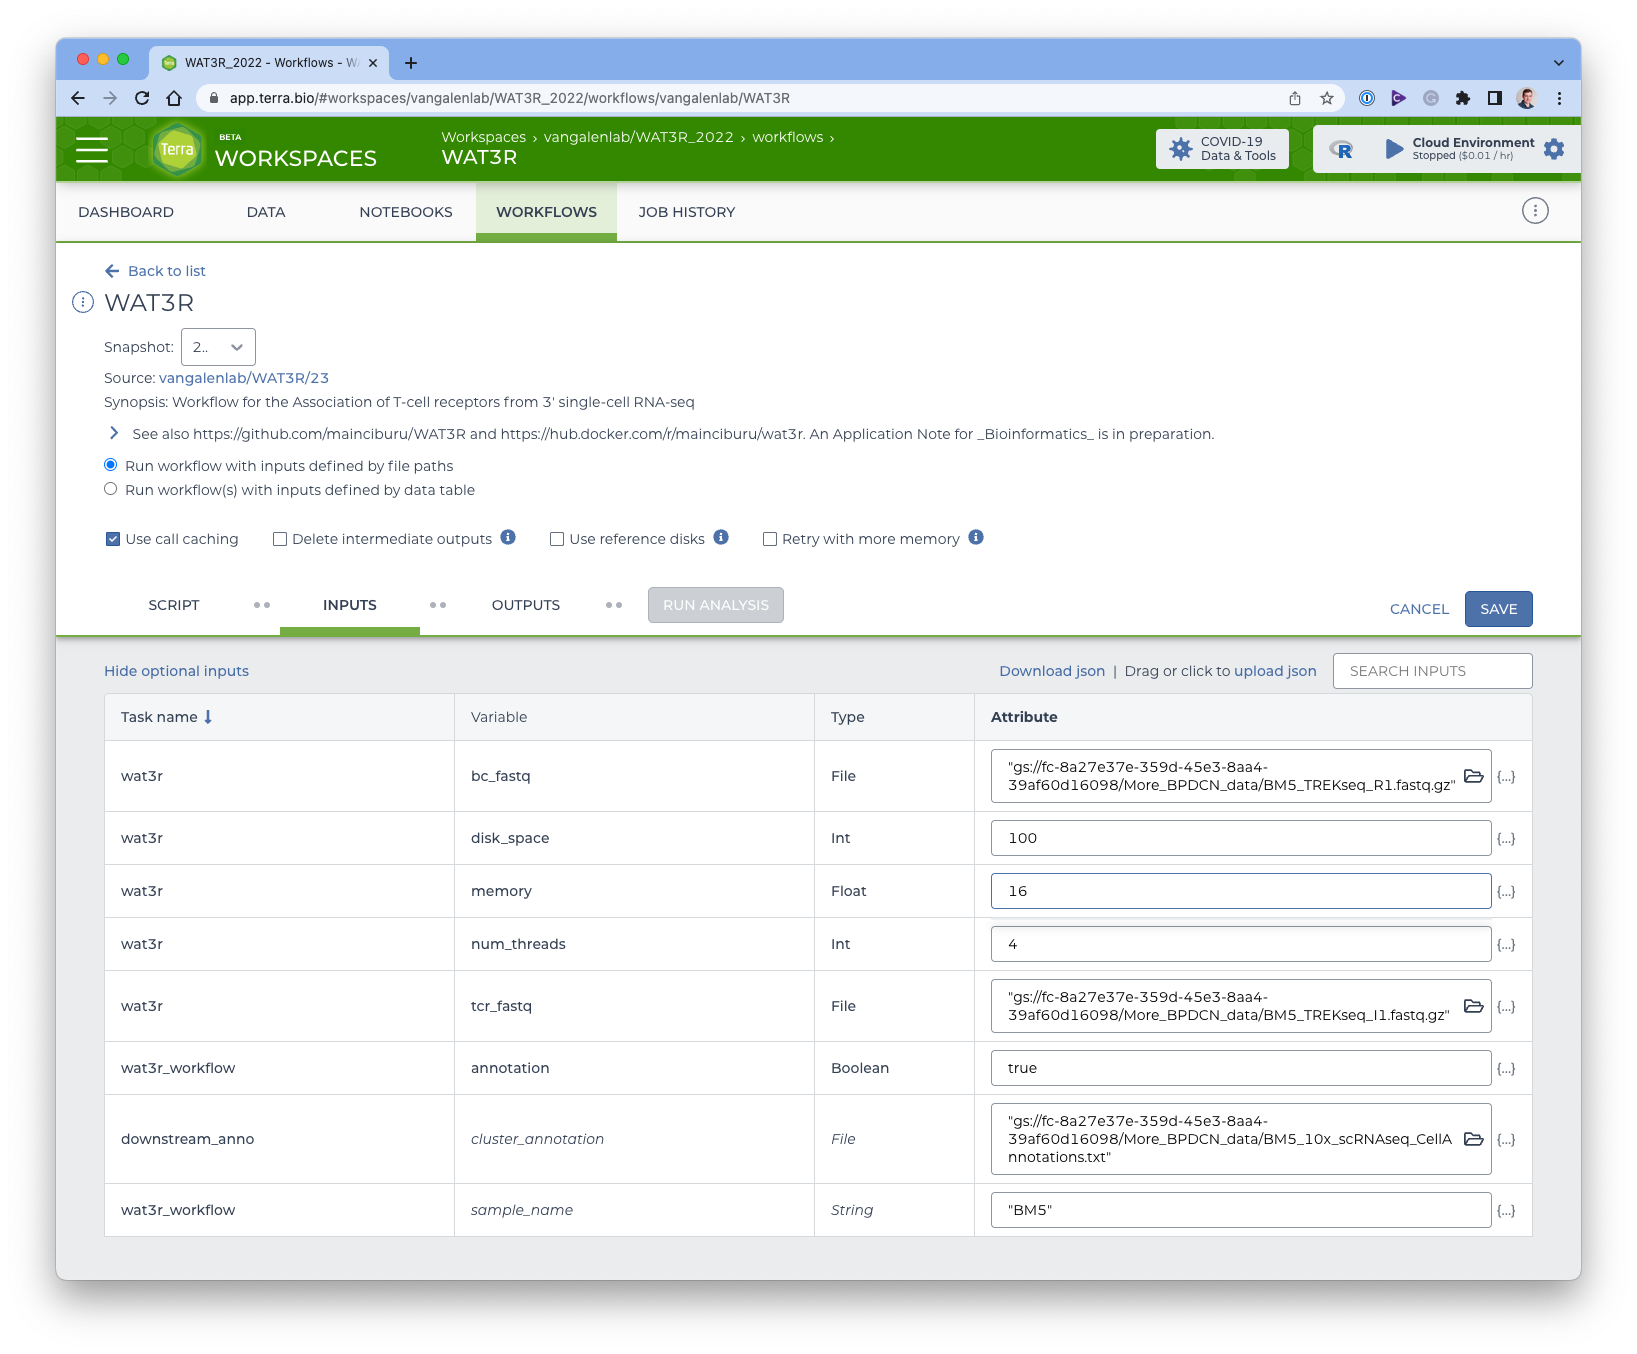 WAT3R_2022 - Workflows - W
app.terra.bio/#workspaces/vangalenlab/WAT3R_2022/workflows/vangalenlab/WAT3R
Terra
BETA
WORKSPACES
Workspaces › vangalenlab/WAT3R_2022 › workflows ›
WAT3R
COVID-19
Data & Tools
R
Cloud Environment
Stopped ($0.01 / hr)
DASHBOARD
DATA
NOTEBOOKS
WORKFLOWS
JOB HISTORY
Back to list
WAT3R
Snapshot: 2..
Source: vangalenlab/WAT3R/23
Synopsis: Workflow for the Association of T-cell receptors from 3' single-cell RNA-seq
See also https://github.com/mainciburu/WAT3R and https://hub.docker.com/r/mainciburu/wat3r. An Application Note for _Bioinformatics_ is in preparation.
Run workflow with inputs defined by file paths
Run workflow(s) with inputs defined by data table
Use call caching
Delete intermediate outputs
Use reference disks
Retry with more memory
SCRIPT
INPUTS
OUTPUTS
RUN ANALYSIS
CANCEL
SAVE
Hide optional inputs
Download json | Drag or click to upload json
SEARCH INPUTS
Task name
Variable
Type
Attribute
wat3r
bc_fastq
File
"gs://fc-8a27e37e-359d-45e3-8aa4-
39af60d16098/More_BPDCN_data/BM5_TREKseq_R1.fastq.gz"
{...}
wat3r
disk_space
Int
100
{...}
wat3r
memory
Float
16
{...}
wat3r
num_threads
Int
4
{...}
wat3r
tcr_fastq
File
"gs://fc-8a27e37e-359d-45e3-8aa4-
39af60d16098/More_BPDCN_data/BM5_TREKseq_I1.fastq.gz"
{...}
wat3r_workflow
annotation
Boolean
true
{...}
downstream_anno
cluster_annotation
File
"gs://fc-8a27e37e-359d-45e3-8aa4-
39af60d16098/More_BPDCN_data/BM5_10x_scRNAseq_CellA
nnotations.txt"
{...}
wat3r_workflow
sample_name
String
"BM5"
{...}